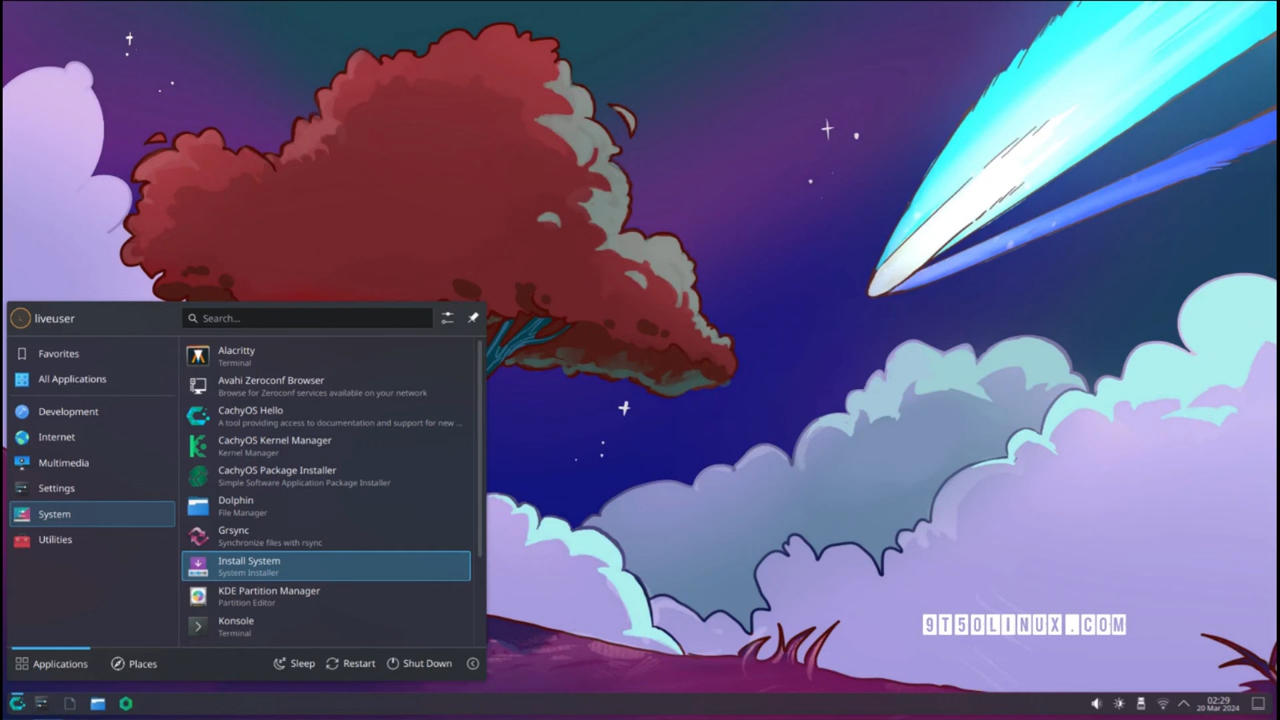 liveuser
Search...
Favorites
All Applications
Development
Internet
Multimedia
Settings
System
Utilities
Alacritty
Terminal
Avahi Zeroconf Browser
Browse for Zeroconf services available on your network
CachyOS Hello
A tool providing access to documentation and support for new ...
CachyOS Kernel Manager
Kernel Manager
CachyOS Package Installer
Simple Software Application Package Installer
Dolphin
File Manager
Grsync
Synchronize files with rsync
Install System
System Installer
KDE Partition Manager
Partition Editor
Konsole
Terminal
Applications
Places
Sleep
Restart
Shut Down
9T5OLINUX.COM
02:29
20 Mar 2024